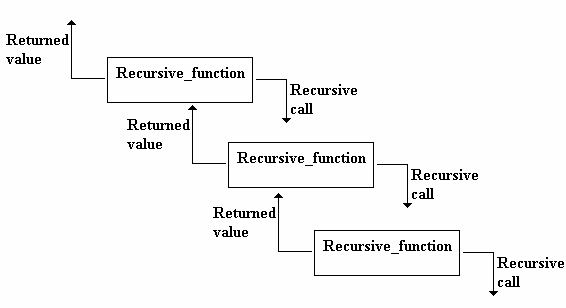 Returned
value
Recursive_function
Recursive
call
Returned
value
Recursive_function
Recursive
call
Returned
value
Recursive_function
Recursive
call